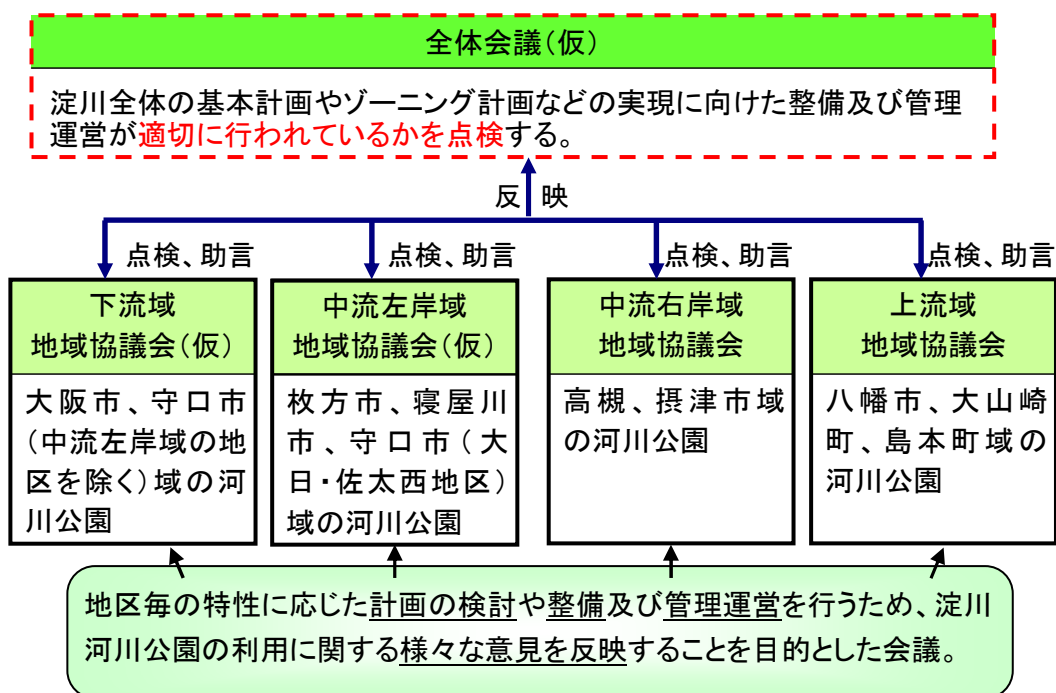 全体会議(仮)
淀川全体の基本計画やゾーニング計画などの実現に向けた整備及び管理
運営が適切に行われているかを点検する。
反映
点検、助言
点検、助言
点検、助言
点検、助言
下流域
地域協議会(仮)
大阪市、守口市
(中流左岸域の地
区を除く)域の河
川公園
中流左岸域
地域協議会(仮)
枚方市、寝屋川
市、守口市(大
日・佐太西地区)
域の河川公園
中流右岸域
地域協議会
高槻、摂津市域
の河川公園
上流域
地域協議会
八幡市、大山崎
町、島本町域の
河川公園
地区毎の特性に応じた計画の検討や整備及び管理運営を行うため、淀川
河川公園の利用に関する様々な意見を反映することを目的とした会議。